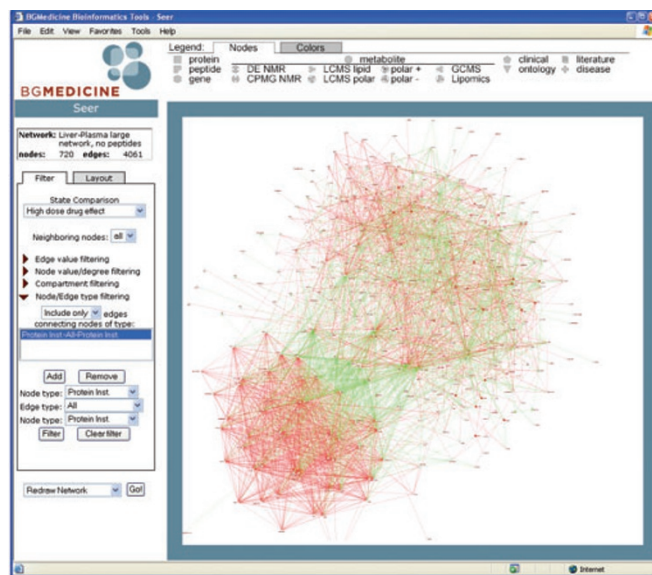 BGMedicine Bioinformatics Tools - Seer
File Edit View Favorites Tools Help
BGMEDICINE
Seer
Legend: Nodes Colors
protein metabolite clinical literature
peptide DE NMR LCMS lipid polar + GCMS ontology disease
gene CPMG NMR LCMS polar polar - Lipomics
Network: Liver-Plasma large
network, no peptides
nodes: 720 edges: 4061
Filter Layout
State Comparison
High dose drug effect
Neighboring nodes: all
Edge value filtering
Node value/degree filtering
Compartment filtering
Node/Edge type filtering
Include only edges
connecting nodes of type:
Protein Inst.-All-Protein Inst.
Add Remove
Node type: Protein Inst.
Edge type: All
Node type: Protein Inst.
Filter Clear filter
Redraw Network Go!
Internet